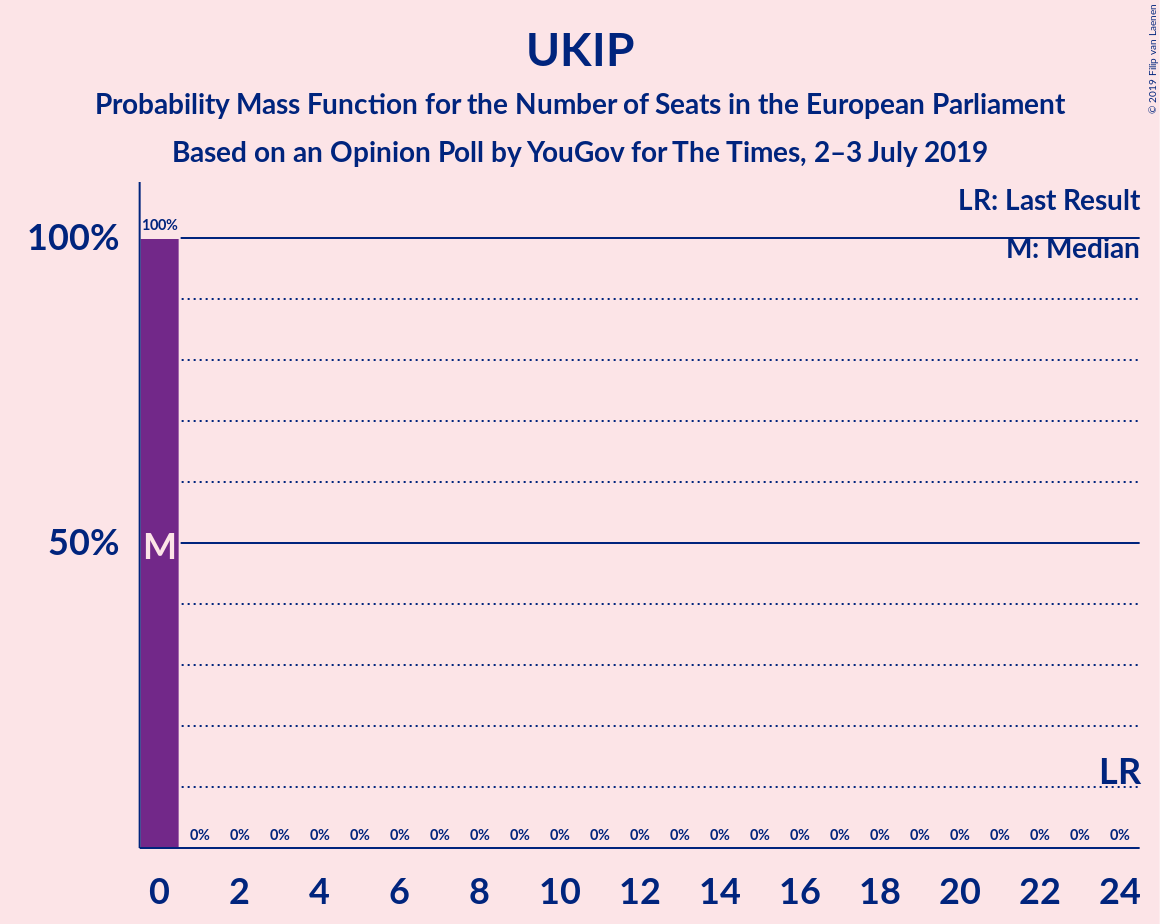 UKIP
Probability Mass Function for the Number of Seats in the European Parliament
Based on an Opinion Poll by YouGov for The Times, 2–3 July 2019
© 2019 Filip van Laenen
LR: Last Result
M: Median
100%
100%
50%
M
LR
0% 0% 0% 0% 0% 0% 0% 0% 0% 0% 0% 0% 0% 0% 0% 0% 0% 0% 0% 0% 0% 0% 0% 0%
0 2 4 6 8 10 12 14 16 18 20 22 24